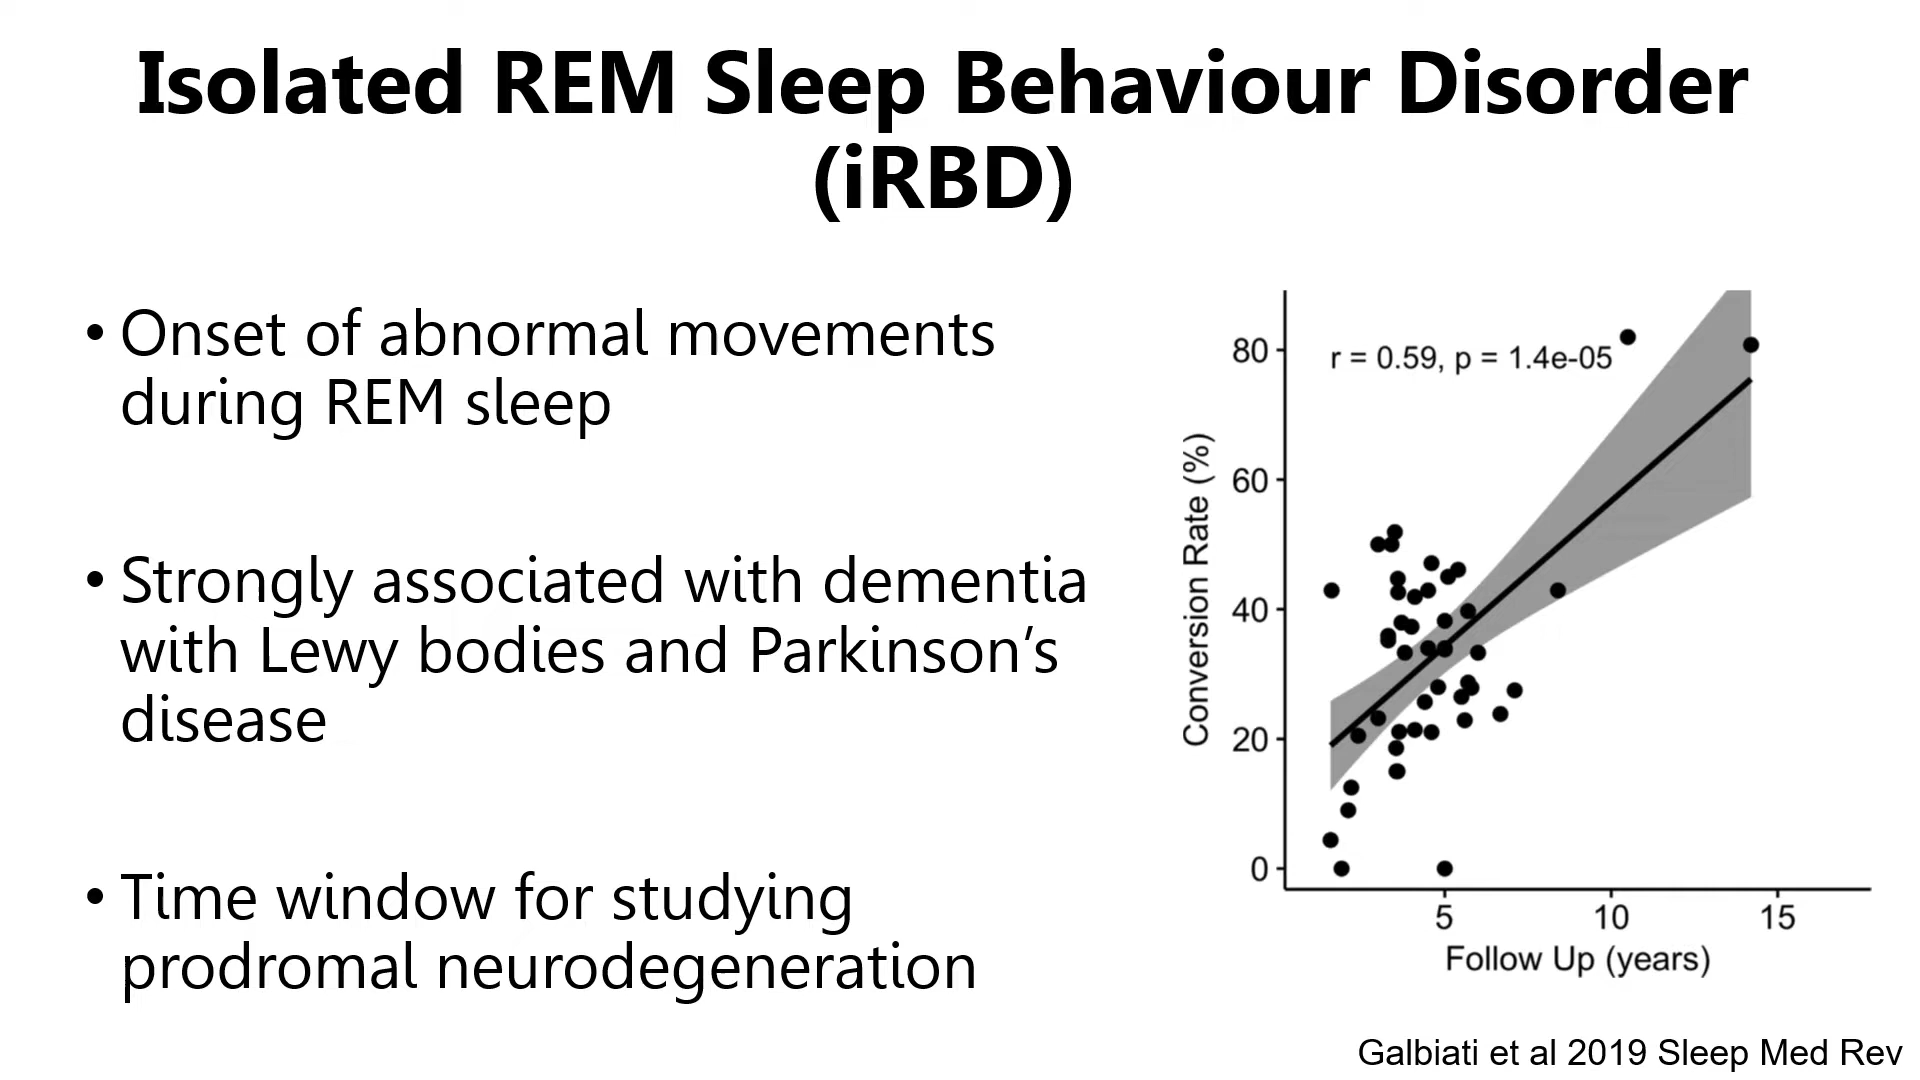 Isolated REM Sleep Behaviour Disorder
(iRBD)
• Onset of abnormal movements
during REM sleep
• Strongly associated with dementia
with Lewy bodies and Parkinson’s
disease
• Time window for studying
prodromal neurodegeneration
r = 0.59, p = 1.4e-05
Conversion Rate (%)
80
60
40
20
0
5 10 15
Follow Up (years)
Galbiati et al 2019 Sleep Med Rev